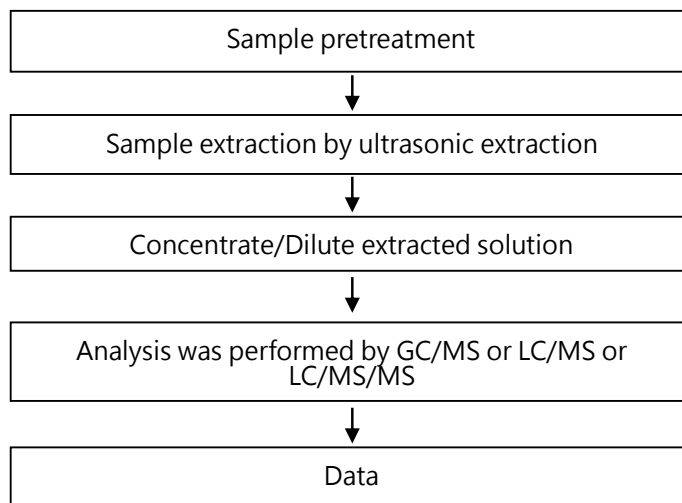 Sample pretreatment
Sample extraction by ultrasonic extraction
Concentrate/Dilute extracted solution
Analysis was performed by GC/MS or LC/MS or
LC/MS/MS
Data